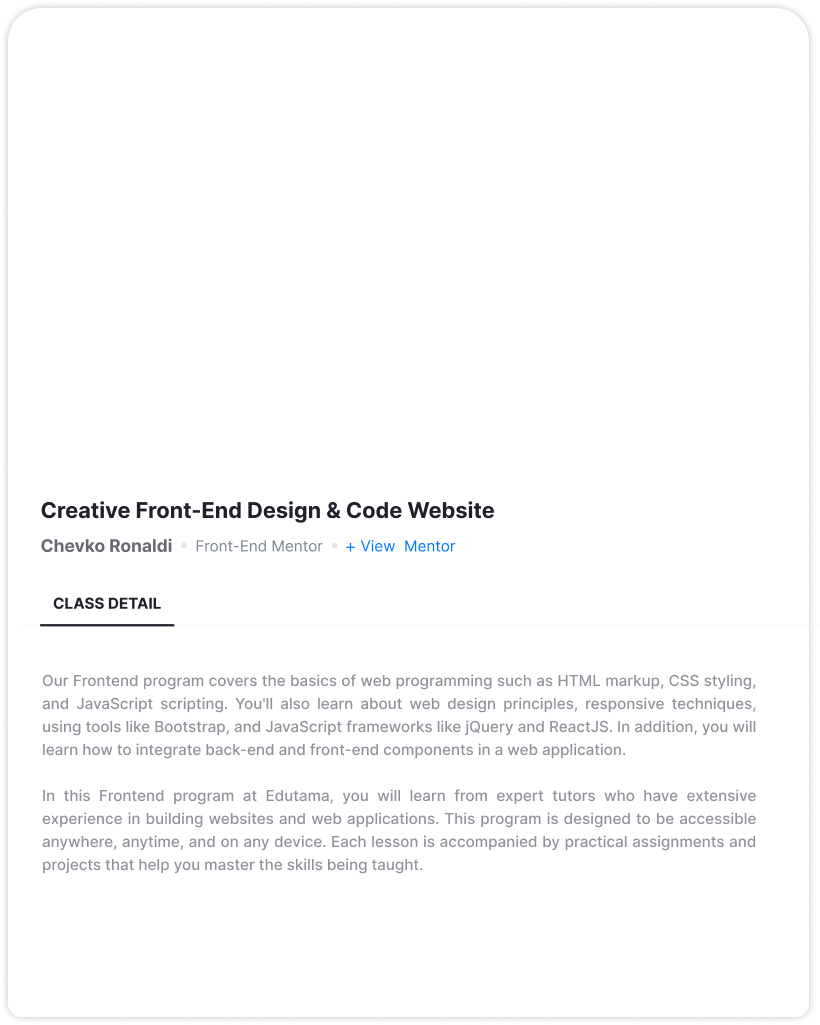 Creative Front-End Design & Code Website
Chevko Ronaldi • Front-End Mentor • + View Mentor
CLASS DETAIL
Our Frontend program covers the basics of web programming such as HTML markup, CSS styling,
and JavaScript scripting. You'll also learn about web design principles, responsive techniques,
using tools like Bootstrap, and JavaScript frameworks like jQuery and ReactJS. In addition, you will
learn how to integrate back-end and front-end components in a web application.
In this Frontend program at Edutama, you will learn from expert tutors who have extensive
experience in building websites and web applications. This program is designed to be accessible
anywhere, anytime, and on any device. Each lesson is accompanied by practical assignments and
projects that help you master the skills being taught.